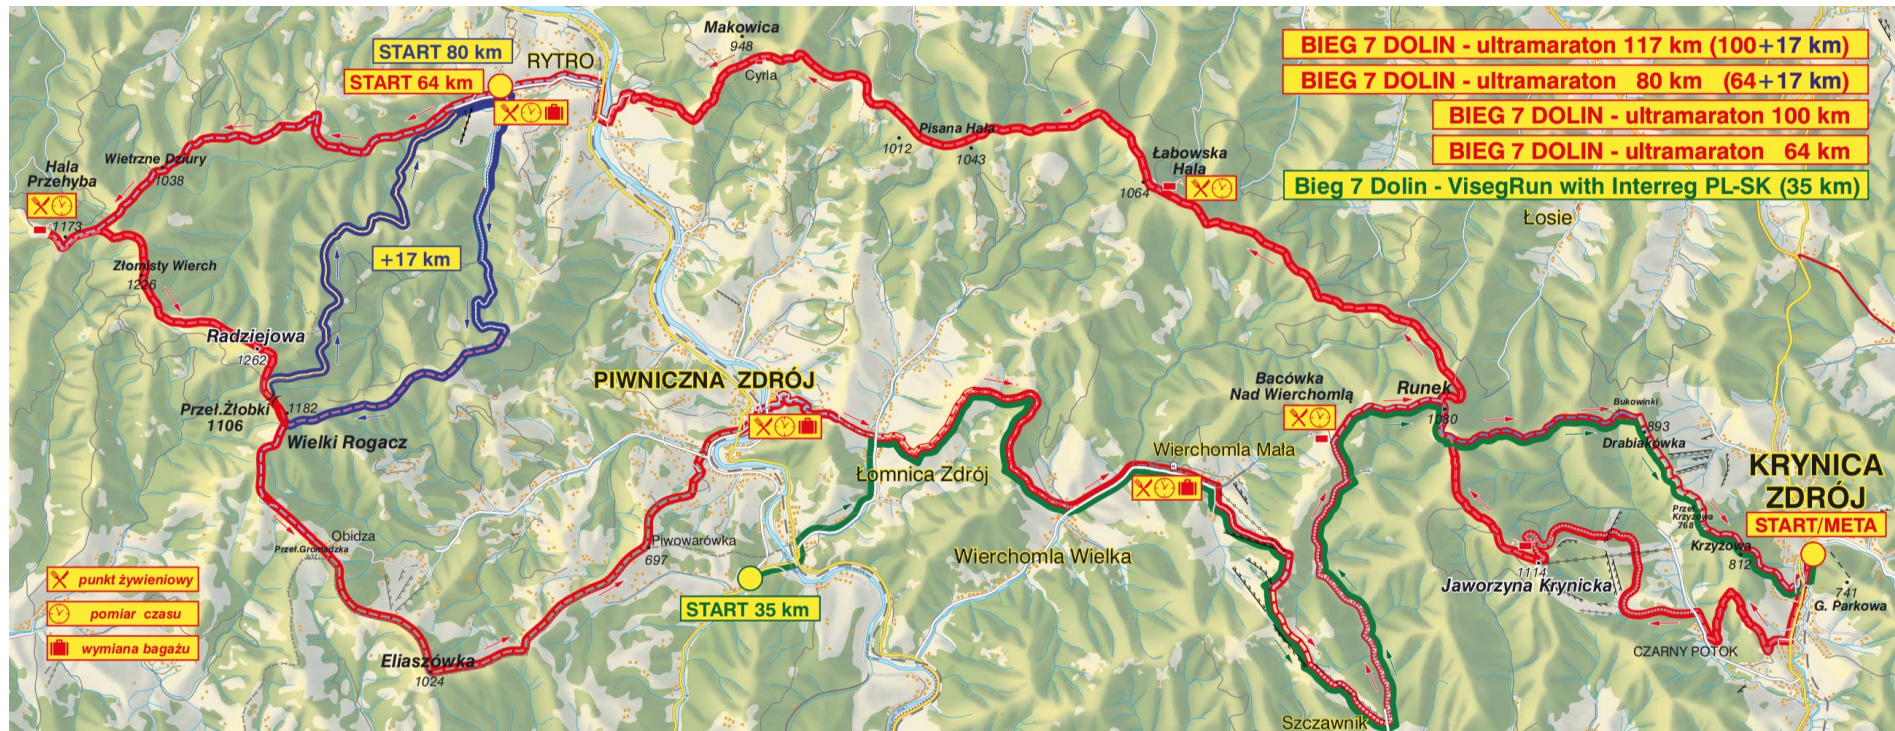 BIEG 7 DOLIN - ultramaraton 117 km (100+17 km)
BIEG 7 DOLIN - ultramaraton 80 km (64+17 km)
BIEG 7 DOLIN - ultramaraton 100 km
BIEG 7 DOLIN - ultramaraton 64 km
Bieg 7 Dolin - VisegRun with Interreg PL-SK (35 km)
START 80 km
RYTRO
START 64 km
Makowica
948
Cyrla
Pisana Hala
1012
1043
Łabowska
Hala
1064
Łosie
Hala
Przehyba
1173
Wietrzne Dziury
1038
Złomisty Wierch
1226
+17 km
Radziejowa
1262
Przeł.Żłobki
1106
1182
Wielki Rogacz
PIWNICZNA ZDRÓJ
Łomnica Zdrój
Wierchomla Mała
Bacówka
Nad Wierchomlą
Runek
1080
Bukowinki
893
Drabiakówka
KRYNICA
ZDRÓJ
START/META
Przeł.
Krzyżowa
768
Krzyżowa
812
741
G. Parkowa
1114
Jaworzyna Krynicka
CZARNY POTOK
Wierchomla Wielka
Szczawnik
Obidza
Przeł.Gromadzka
Piwowarówka
697
START 35 km
Eliaszówka
1024
punkt żywieniowy
pomiar czasu
wymiana bagażu